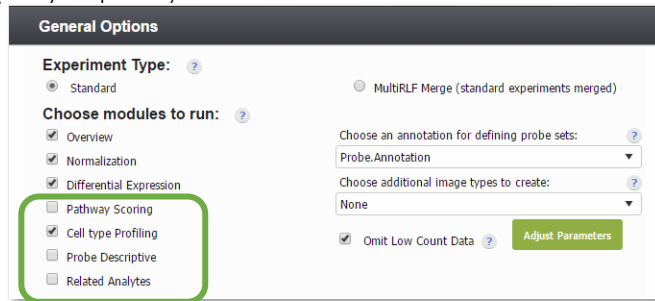 General Options
Experiment Type: ?
Standard
MultiRLF Merge (standard experiments merged)
Choose modules to run: ?
Overview
Normalization
Differential Expression
Pathway Scoring
Cell type Profiling
Probe Descriptive
Related Analytes
Choose an annotation for defining probe sets: ?
Probe.Annotation
Choose additional image types to create: ?
None
Omit Low Count Data ?
Adjust Parameters